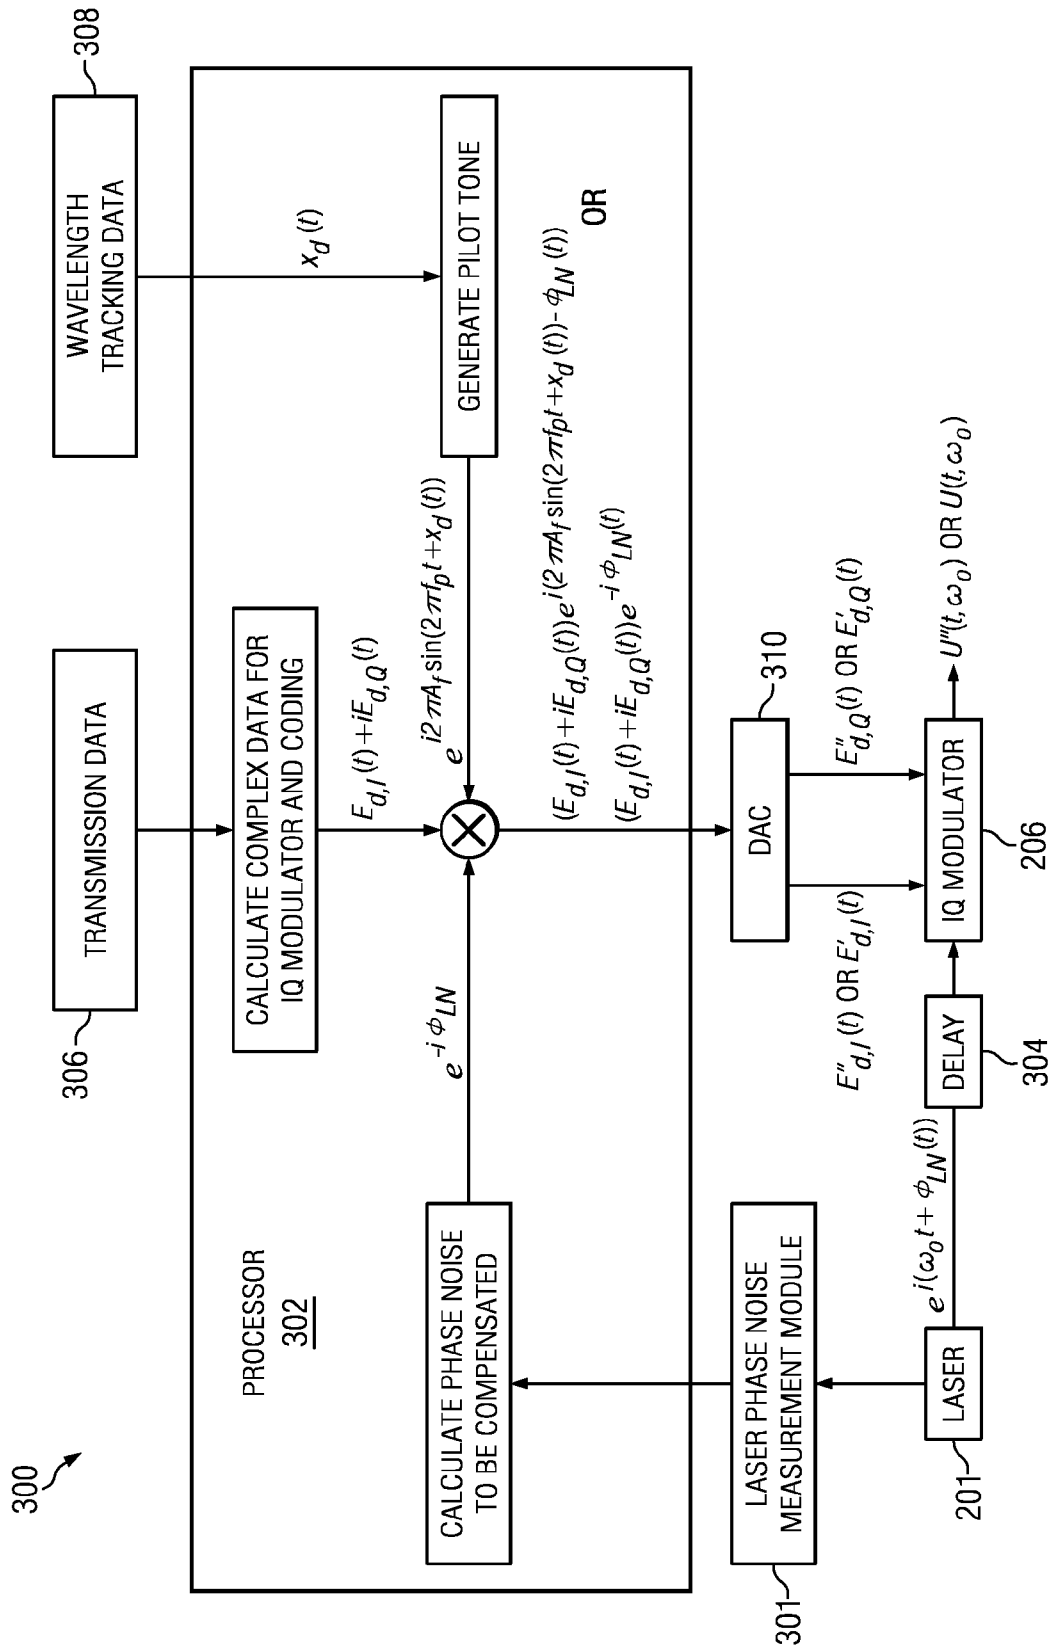 300
306
TRANSMISSION DATA
WAVELENGTH
TRACKING DATA
308
PROCESSOR
302
CALCULATE COMPLEX DATA FOR
IQ MODULATOR AND CODING
x_d(t)
E_{d,I}(t)+iE_{d,Q}(t)
CALCULATE PHASE NOISE
TO BE COMPENSATED
e^{-iϕ_{LN}}
e^{i2πA_f sin(2πf_p t+x_d(t))}
GENERATE PILOT TONE
(E_{d,I}(t)+iE_{d,Q}(t))e^{i(2πA_f sin(2πf_p t+x_d(t))-ϕ_{LN}(t))}
OR
(E_{d,I}(t)+iE_{d,Q}(t))e^{-iϕ_{LN}(t)}
301
LASER PHASE NOISE
MEASUREMENT MODULE
DAC
310
E''_{d,I}(t) OR E'_{d,I}(t)
E''_{d,Q}(t) OR E'_{d,Q}(t)
LASER
201
e^{i(ω_0t+ϕ_{LN}(t))}
DELAY
304
IQ MODULATOR
206
U''(t,ω_0) OR U(t,ω_0)